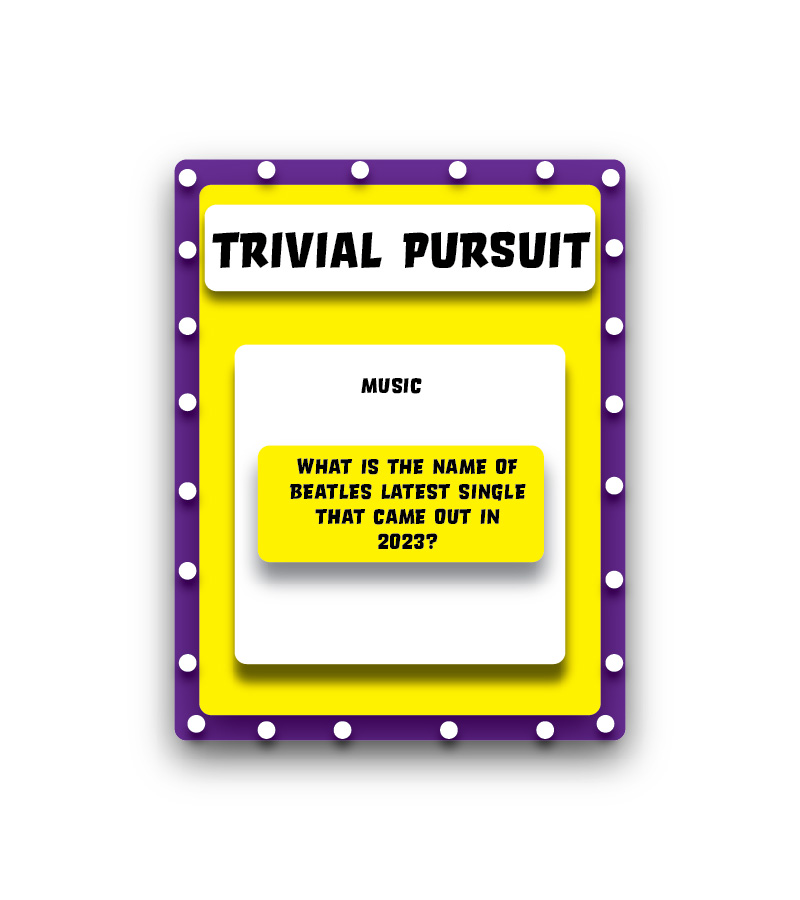 TRIVIAL PURSUIT
MUSIC
WHAT IS THE NAME OF
BEATLES LATEST SINGLE
THAT CAME OUT IN
2023?